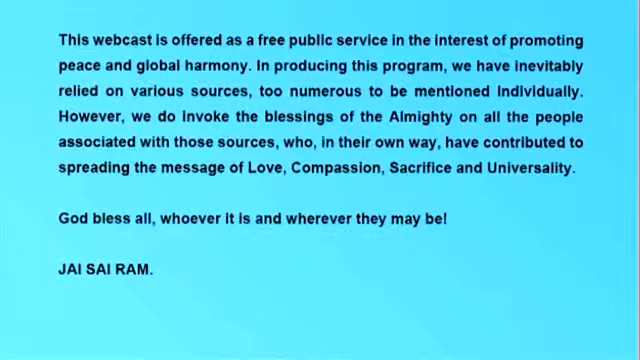 This webcast is offered as a free public service in the interest of promoting
peace and global harmony. In producing this program, we have inevitably
relied on various sources, too numerous to be mentioned individually.
However, we do invoke the blessings of the Almighty on all the people
associated with those sources, who, in their own way, have contributed to
spreading the message of Love, Compassion, Sacrifice and Universality.
God bless all, whoever it is and wherever they may be!
JAI SAI RAM.